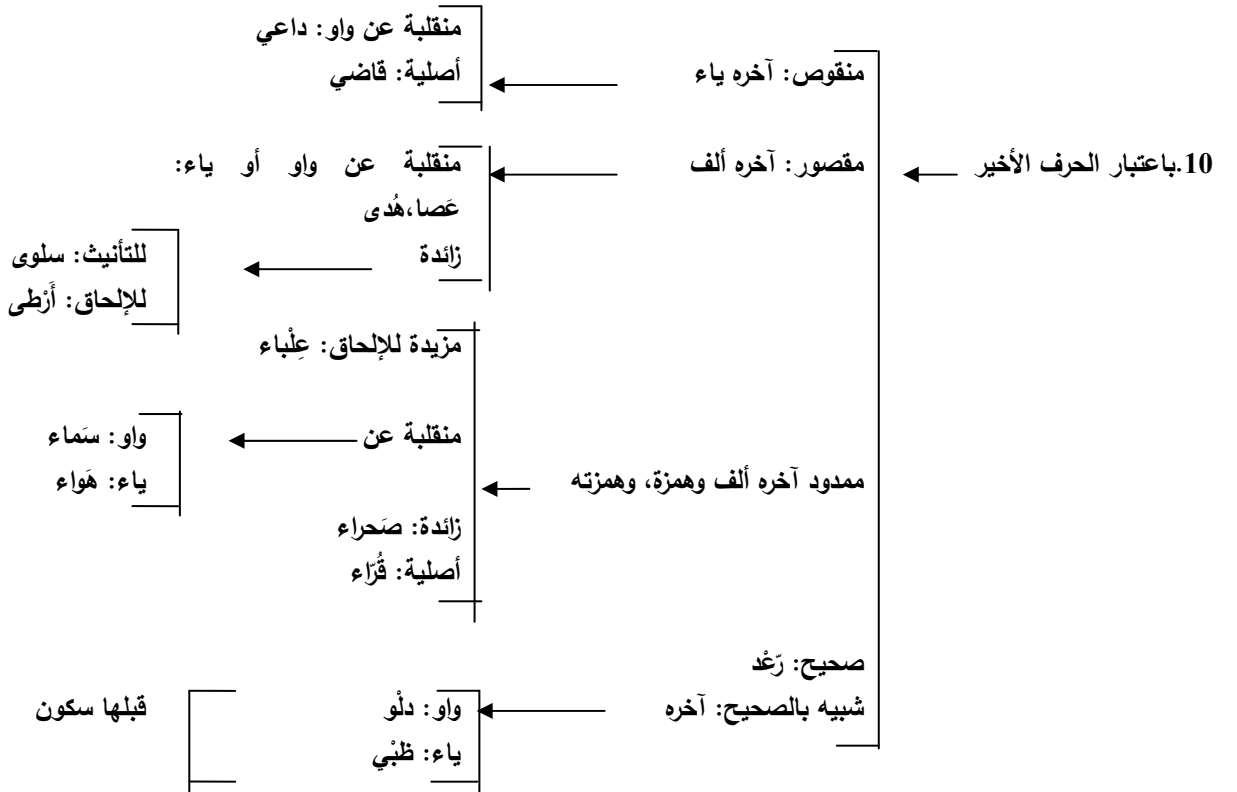 10.باعتبار الحرف الأخير
منقوص: آخره ياء
منقلبة عن واو: داعي
أصلية: قاضي
مقصور: آخره ألف
منقلبة عن واو أو ياء:
عَصا،هُدى
زائدة
للتأنيث: سلوى
للإلحاق: أَرْطى
ممدود آخره ألف وهمزة، وهمزته
مزيدة للإلحاق: عِلْباء
منقلبة عن
واو: سَماء
ياء: هَواء
زائدة: صَحراء
أصلية: قُرّاء
صحيح: رّعْد
شبيه بالصحيح: آخره
واو: دلْو
ياء: ظبْي
قبلها سكون